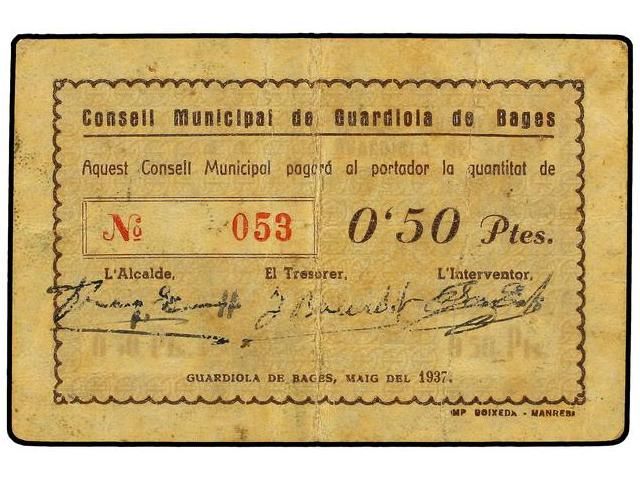 Consell Municipal de Guardiola de Bages
Aquest Consell Municipal pagará al portador la quantitat de
No 053 0'50 Ptes.
L'Alcalde, El Tresorer, L'Interventor,
GUARDIOLA DE BAGES, MAIG DEL 1937.
IMP BOIXEDA - MANRESA